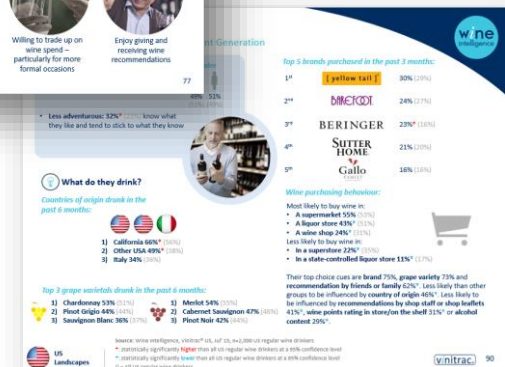 Willing to trade up on
wine spend –
particularly for more
formal occasions
Enjoy giving and
receiving wine
recommendations
77
nt Generation
wine
intelligence
49% 51%
• Less adventurous: 32%* know what
they like and tend to stick to what they know
What do they drink?
Countries of origin drunk in the
past 6 months:
1) California 66%* (56%)
2) Other USA 49%* (38%)
3) Italy 34% (36%)
Top 3 grape varietals drunk in the past 6 months:
1) Chardonnay 53% (51%)
2) Pinot Grigio 44% (44%)
3) Sauvignon Blanc 36% (37%)
1) Merlot 54% (55%)
2) Cabernet Sauvignon 47% (46%)
3) Pinot Noir 42% (44%)
Top 5 brands purchased in the past 3 months:
1st [ yellow tail ] 30% (29%)
2nd BAREFOOT 24% (27%)
3rd BERINGER 23%* (16%)
4th SUTTER HOME 21% (20%)
5th Gallo FAMILY 16% (16%)
Wine purchasing behaviour:
Most likely to buy wine in:
• A supermarket 55% (53%)
• A liquor store 43%* (51%)
• A wine shop 24%* (31%)
Less likely to buy wine in:
• In a superstore 22%* (35%)
• In a state-controlled liquor store 11%* (17%)
Their top choice cues are brand 75%, grape variety 73% and
recommendation by friends or family 62%*. Less likely than other
groups to be influenced by country of origin 46%*. Less likely to
be influenced by recommendations by shop staff or shop leaflets
41%*, wine points rating in store/on the shelf 31%* or alcohol
content 29%*.
US
Landscapes
Source: Wine Intelligence, Vinitrac® US, n=2,000 US regular wine drinkers
*: statistically significantly higher than all US regular wine drinkers at a 95% confidence level
*: statistically significantly lower than all US regular wine drinkers at a 95% confidence level
vinitrac. 90